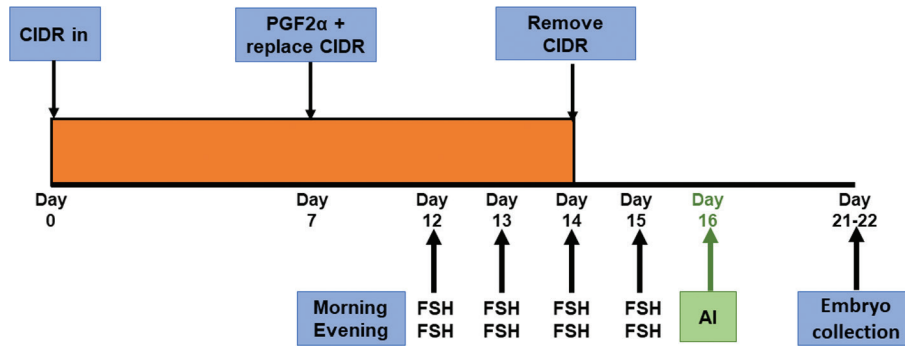 CIDR in
PGF2α +
replace CIDR
Remove
CIDR
Day
0
Day
7
Day
12
Day
13
Day
14
Day
15
Day
16
Day
21-22
Morning
Evening
FSH
FSH
FSH
FSH
FSH
FSH
FSH
FSH
AI
Embryo
collection